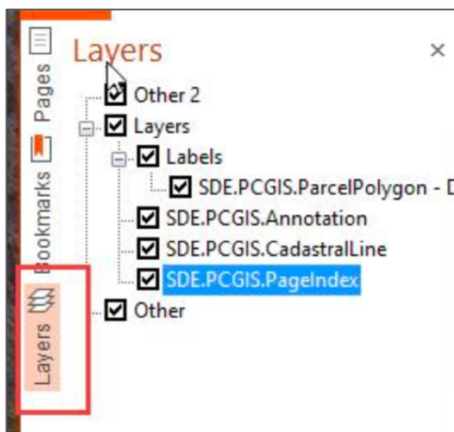 Layers
Other 2
Layers
Labels
SDE.PCGIS.ParcelPolygon - D
SDE.PCGIS.Annotation
SDE.PCGIS.CadastralLine
SDE.PCGIS.PageIndex
Other
Pages
Bookmarks
Layers